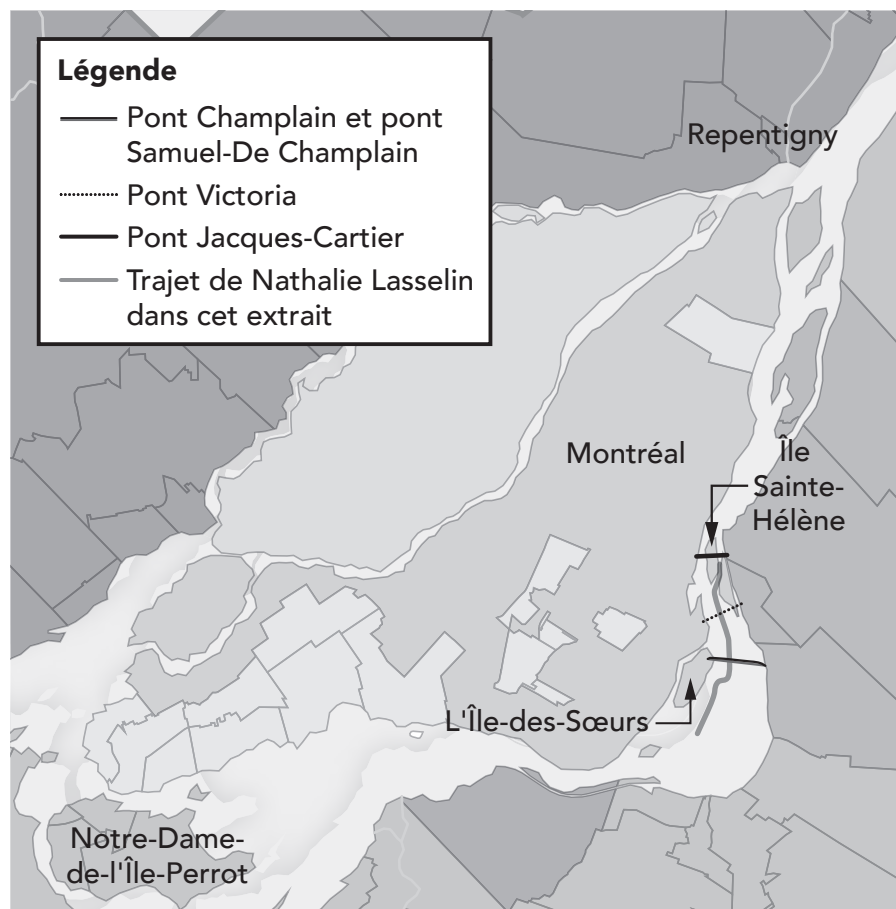 Légende
Pont Champlain et pont
Samuel-De Champlain
Pont Victoria
Pont Jacques-Cartier
Trajet de Nathalie Lasselin
dans cet extrait
Repentigny
Montréal
Île
Sainte-
Hélène
L'Île-des-Sœurs
Notre-Dame-
de-l'Île-Perrot